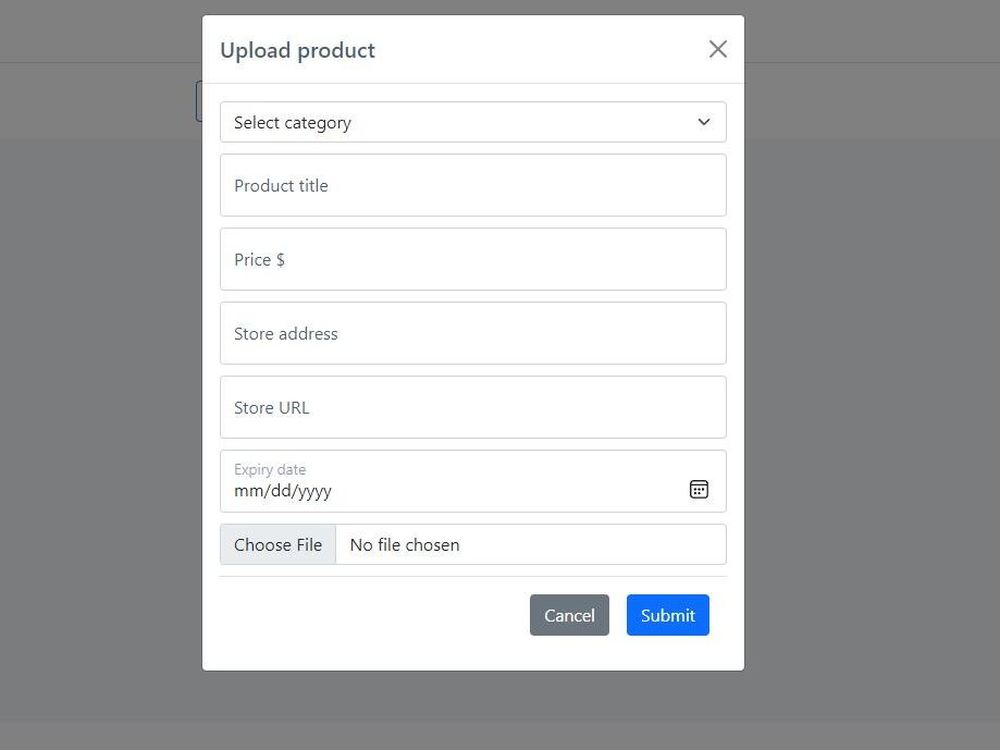 Upload product
Select category
Product title
Price $
Store address
Store URL
Expiry date
mm/dd/yyyy
Choose File No file chosen
Cancel Submit